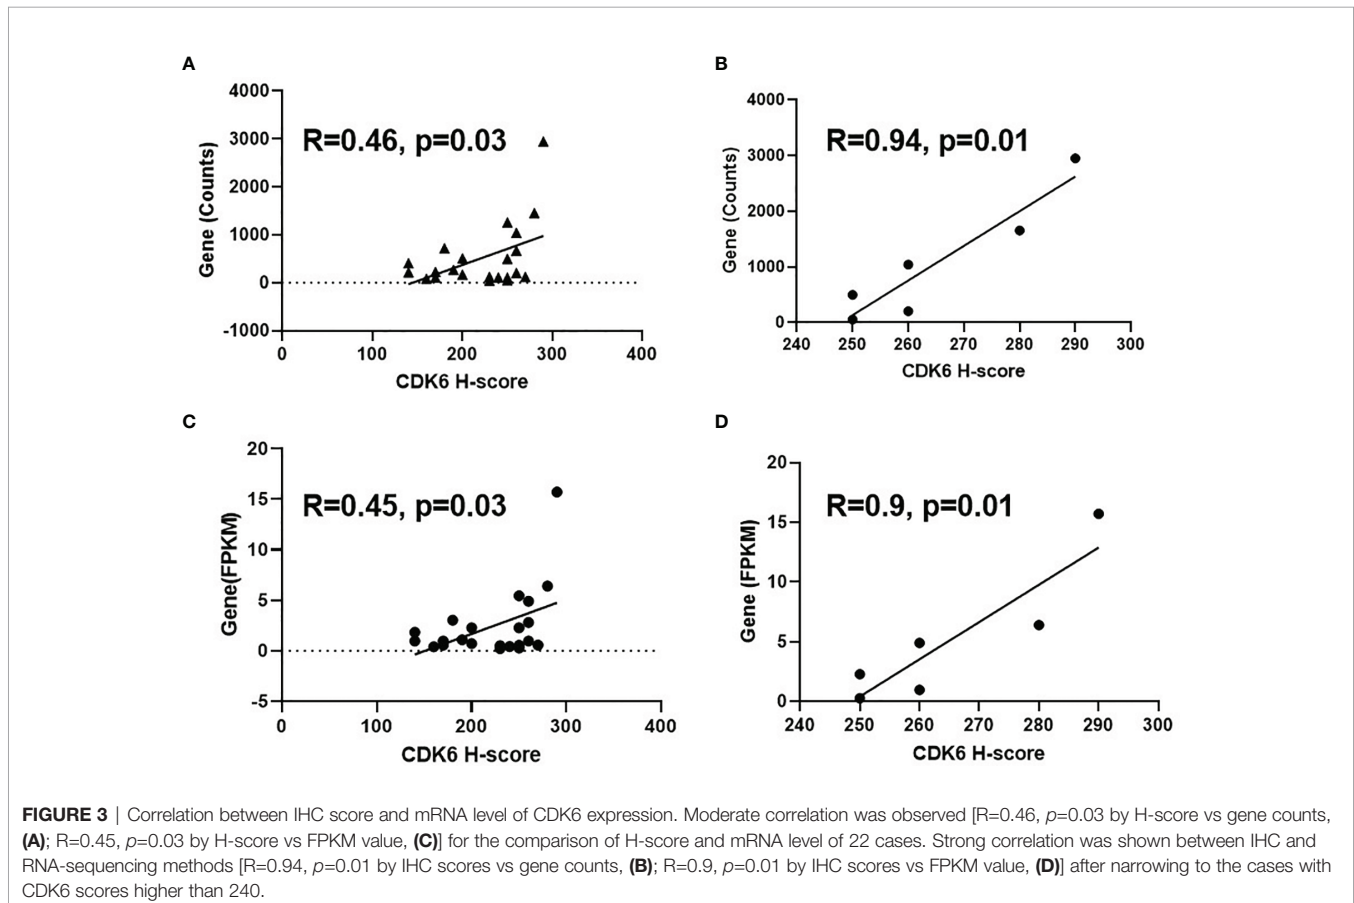 A
4000
3000
2000
1000
0
-1000
Gene (Counts)
R=0.46, p=0.03
0 100 200 300 400
CDK6 H-score
B
4000
3000
2000
1000
0
Gene (Counts)
R=0.94, p=0.01
240 250 260 270 280 290 300
CDK6 H-score
C
20
15
10
5
0
-5
Gene(FPKM)
R=0.45, p=0.03
0 100 200 300 400
CDK6 H-score
D
20
15
10
5
0
Gene (FPKM)
R=0.9, p=0.01
240 250 260 270 280 290 300
CDK6 H-score
FIGURE 3 | Correlation between IHC score and mRNA level of CDK6 expression. Moderate correlation was observed [R=0.46, p=0.03 by H-score vs gene counts,
(A); R=0.45, p=0.03 by H-score vs FPKM value, (C)] for the comparison of H-score and mRNA level of 22 cases. Strong correlation was shown between IHC and
RNA-sequencing methods [R=0.94, p=0.01 by IHC scores vs gene counts, (B); R=0.9, p=0.01 by IHC scores vs FPKM value, (D)] after narrowing to the cases with
CDK6 scores higher than 240.